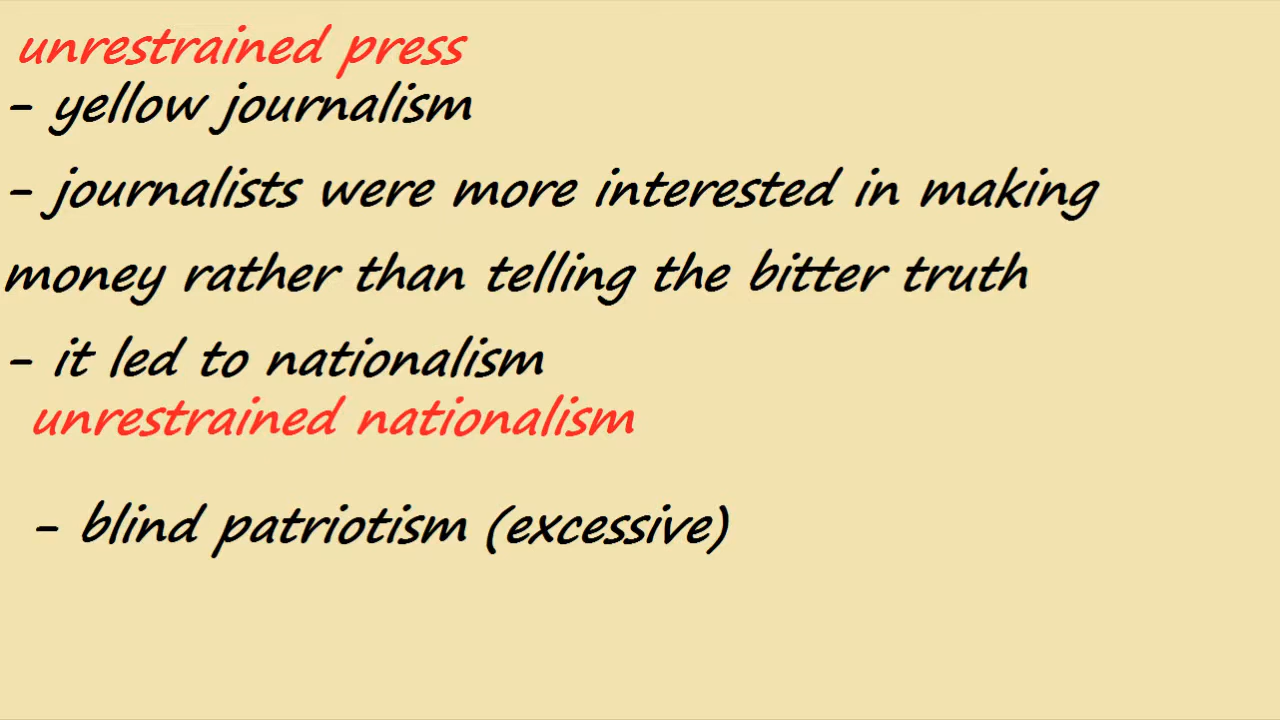 unrestrained press
- yellow journalism
- journalists were more interested in making
money rather than telling the bitter truth
- it led to nationalism
unrestrained nationalism
- blind patriotism (excessive)